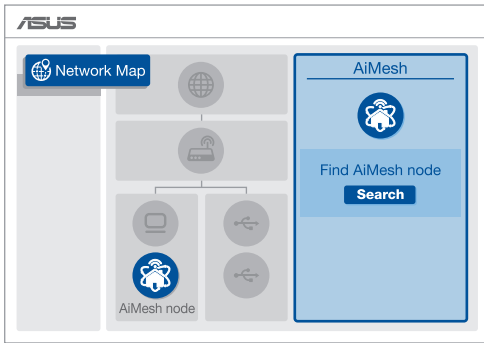 ASUS
Network Map
AiMesh
Find AiMesh node
Search
AiMesh node